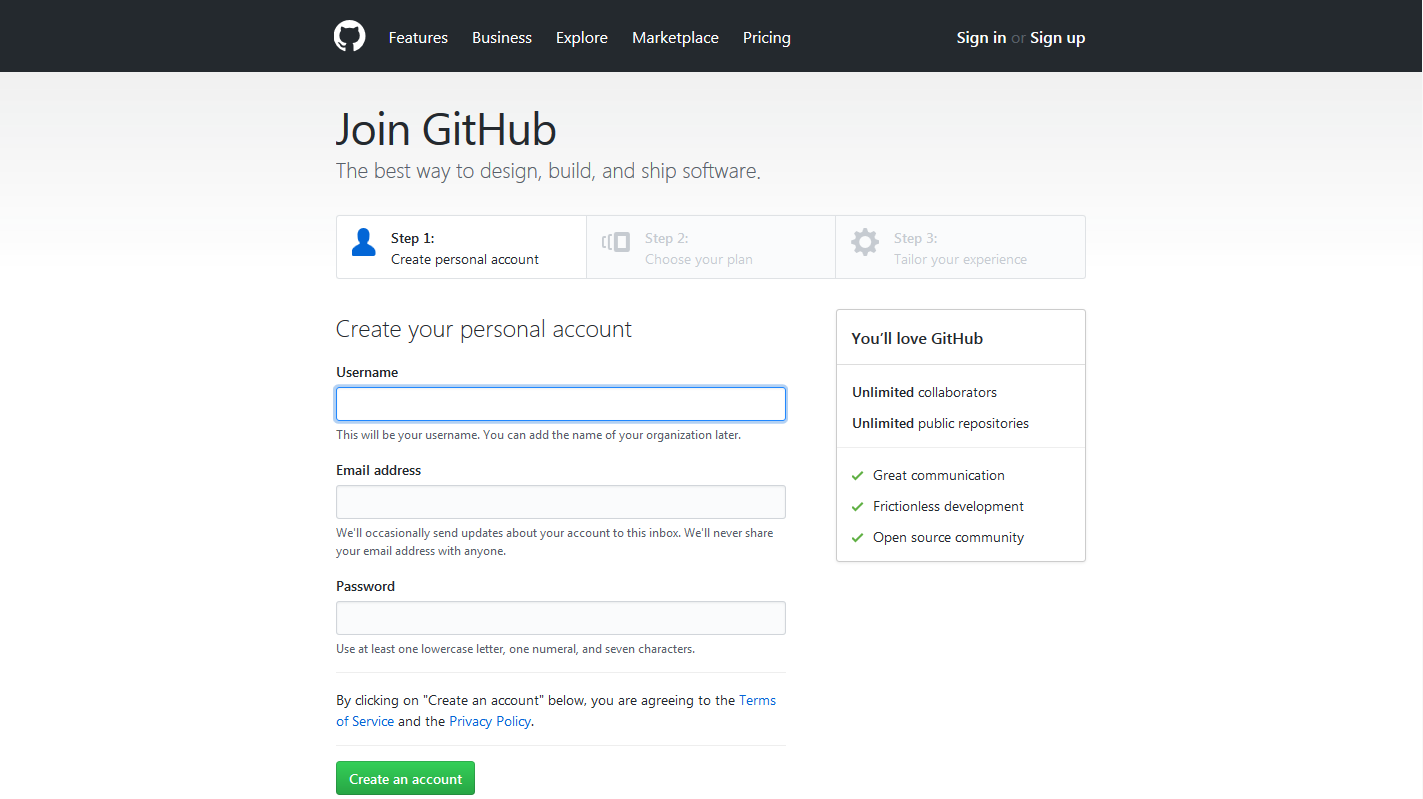 Features Business Explore Marketplace Pricing Sign in or Sign up
Join GitHub
The best way to design, build, and ship software.
Step 1:
Create personal account
Step 2:
Choose your plan
Step 3:
Tailor your experience
Create your personal account
Username
This will be your username. You can add the name of your organization later.
Email address
We'll occasionally send updates about your account to this inbox. We'll never share
your email address with anyone.
Password
Use at least one lowercase letter, one numeral, and seven characters.
By clicking on "Create an account" below, you are agreeing to the Terms
of Service and the Privacy Policy.
Create an account
You’ll love GitHub
Unlimited collaborators
Unlimited public repositories
Great communication
Frictionless development
Open source community